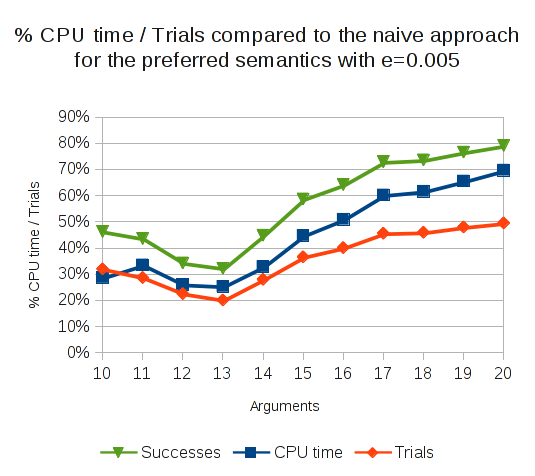 % CPU time / Trials compared to the naive approach
for the preferred semantics with e=0.005
90%
80%
70%
60%
50%
40%
30%
20%
10%
0%
% CPU time / Trials
10 11 12 13 14 15 16 17 18 19 20
Arguments
Successes CPU time Trials